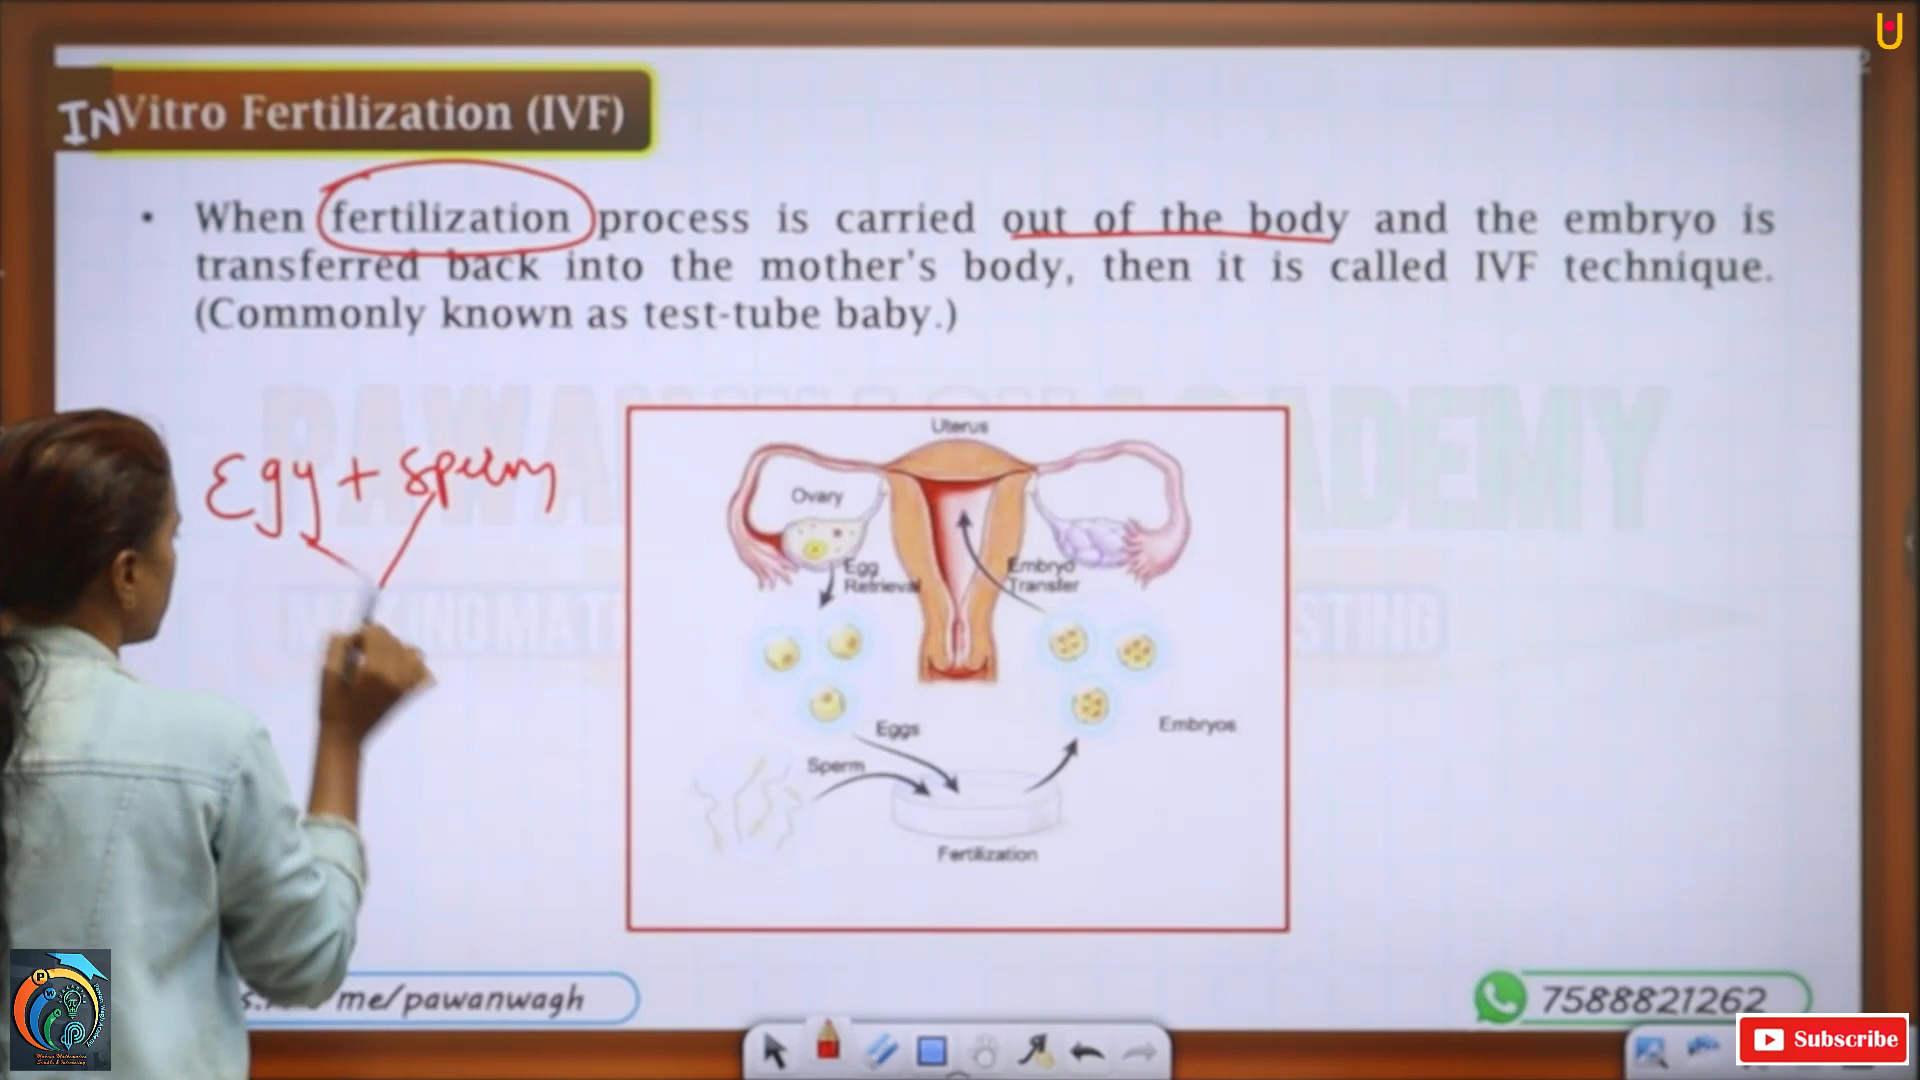 INVitro Fertilization (IVF)
• When fertilization process is carried out of the body and the embryo is
transferred back into the mother's body, then it is called IVF technique.
(Commonly known as test-tube baby.)
Egg + Sperm
Uterus
Ovary
Egg
Retrieval
Embryo
Transfer
Eggs
Embryos
Sperm
Fertilization
me/pawanwagh
7588821262
Subscribe